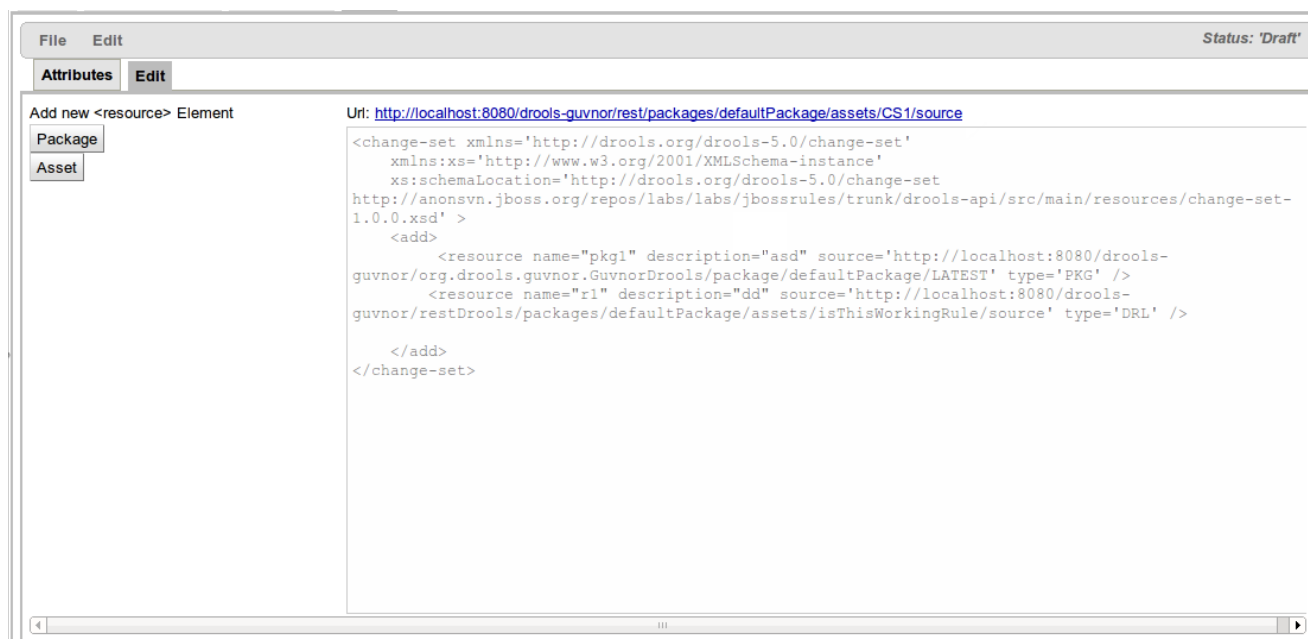 File Edit Status: 'Draft'
Attributes Edit
Add new <resource> Element Url: http://localhost:8080/drools-guvnor/rest/packages/defaultPackage/assets/CS1/source
Package
Asset
<change-set xmlns='http://drools.org/drools-5.0/change-set'
xmlns:xs='http://www.w3.org/2001/XMLSchema-instance'
xs:schemaLocation='http://drools.org/drools-5.0/change-set
http://anonsvn.jboss.org/repos/labs/labs/jbossrules/trunk/drools-api/src/main/resources/change-set-
1.0.0.xsd' >
<add>
<resource name="pkg1" description="asd" source='http://localhost:8080/drools-
guvnor/org.drools.guvnor.GuvnorDrools/package/defaultPackage/LATEST' type='PKG' />
<resource name="r1" description="dd" source='http://localhost:8080/drools-
guvnor/restDrools/packages/defaultPackage/assets/isThisWorkingRule/source' type='DRL' />
</add>
</change-set>